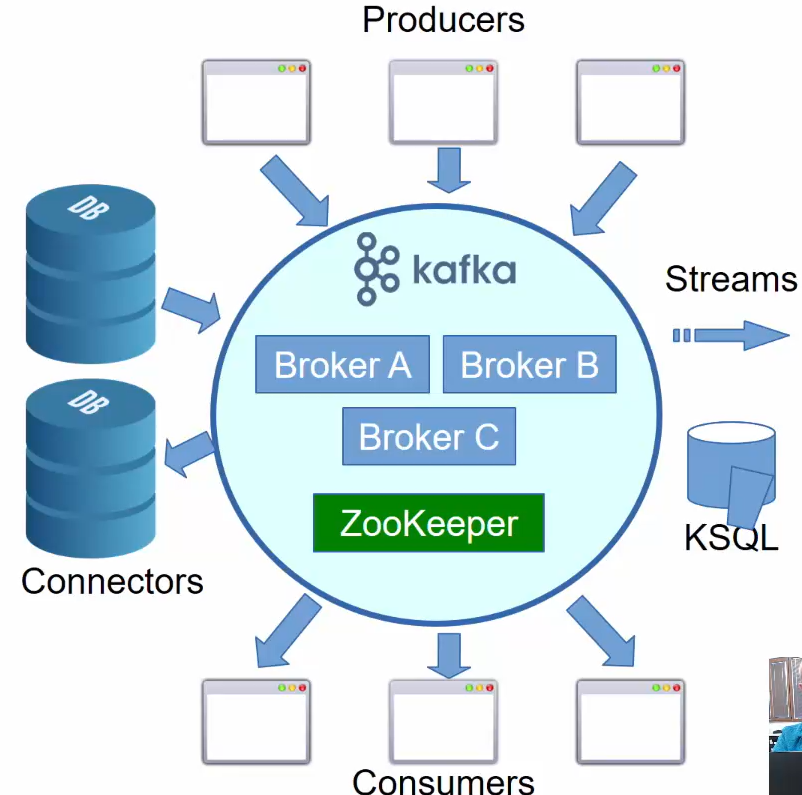 Producers
DB
kafka
Streams
Broker A
Broker B
Broker C
DB
ZooKeeper
KSQL
Connectors
Consumers